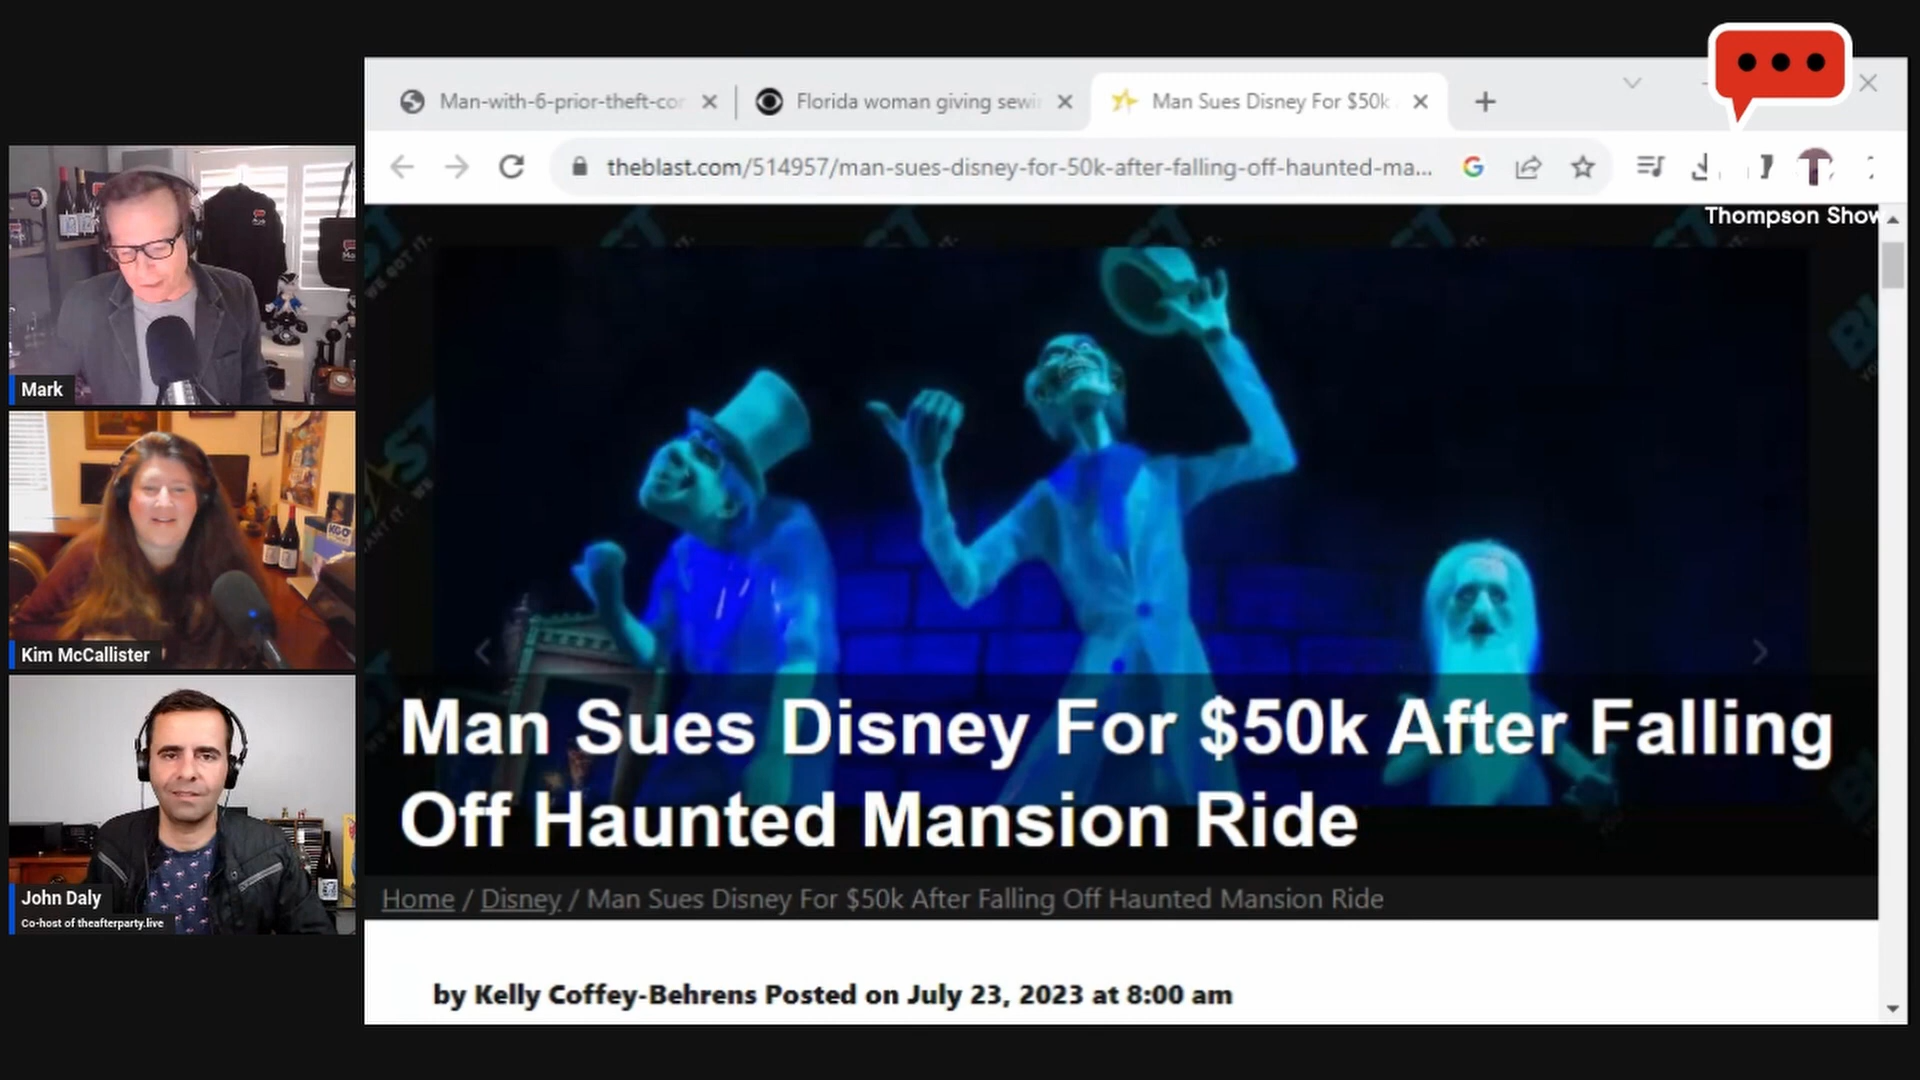 Man-with-6-prior-theft-cor
Florida woman giving sewi
Man Sues Disney For $50k
theblast.com/514957/man-sues-disney-for-50k-after-falling-off-haunted-ma...
Thompson Show
Mark
Kim McCallister
John Daly
Co-host of theafterparty.live
Man Sues Disney For $50k After Falling
Off Haunted Mansion Ride
Home / Disney / Man Sues Disney For $50k After Falling Off Haunted Mansion Ride
by Kelly Coffey-Behrens Posted on July 23, 2023 at 8:00 am